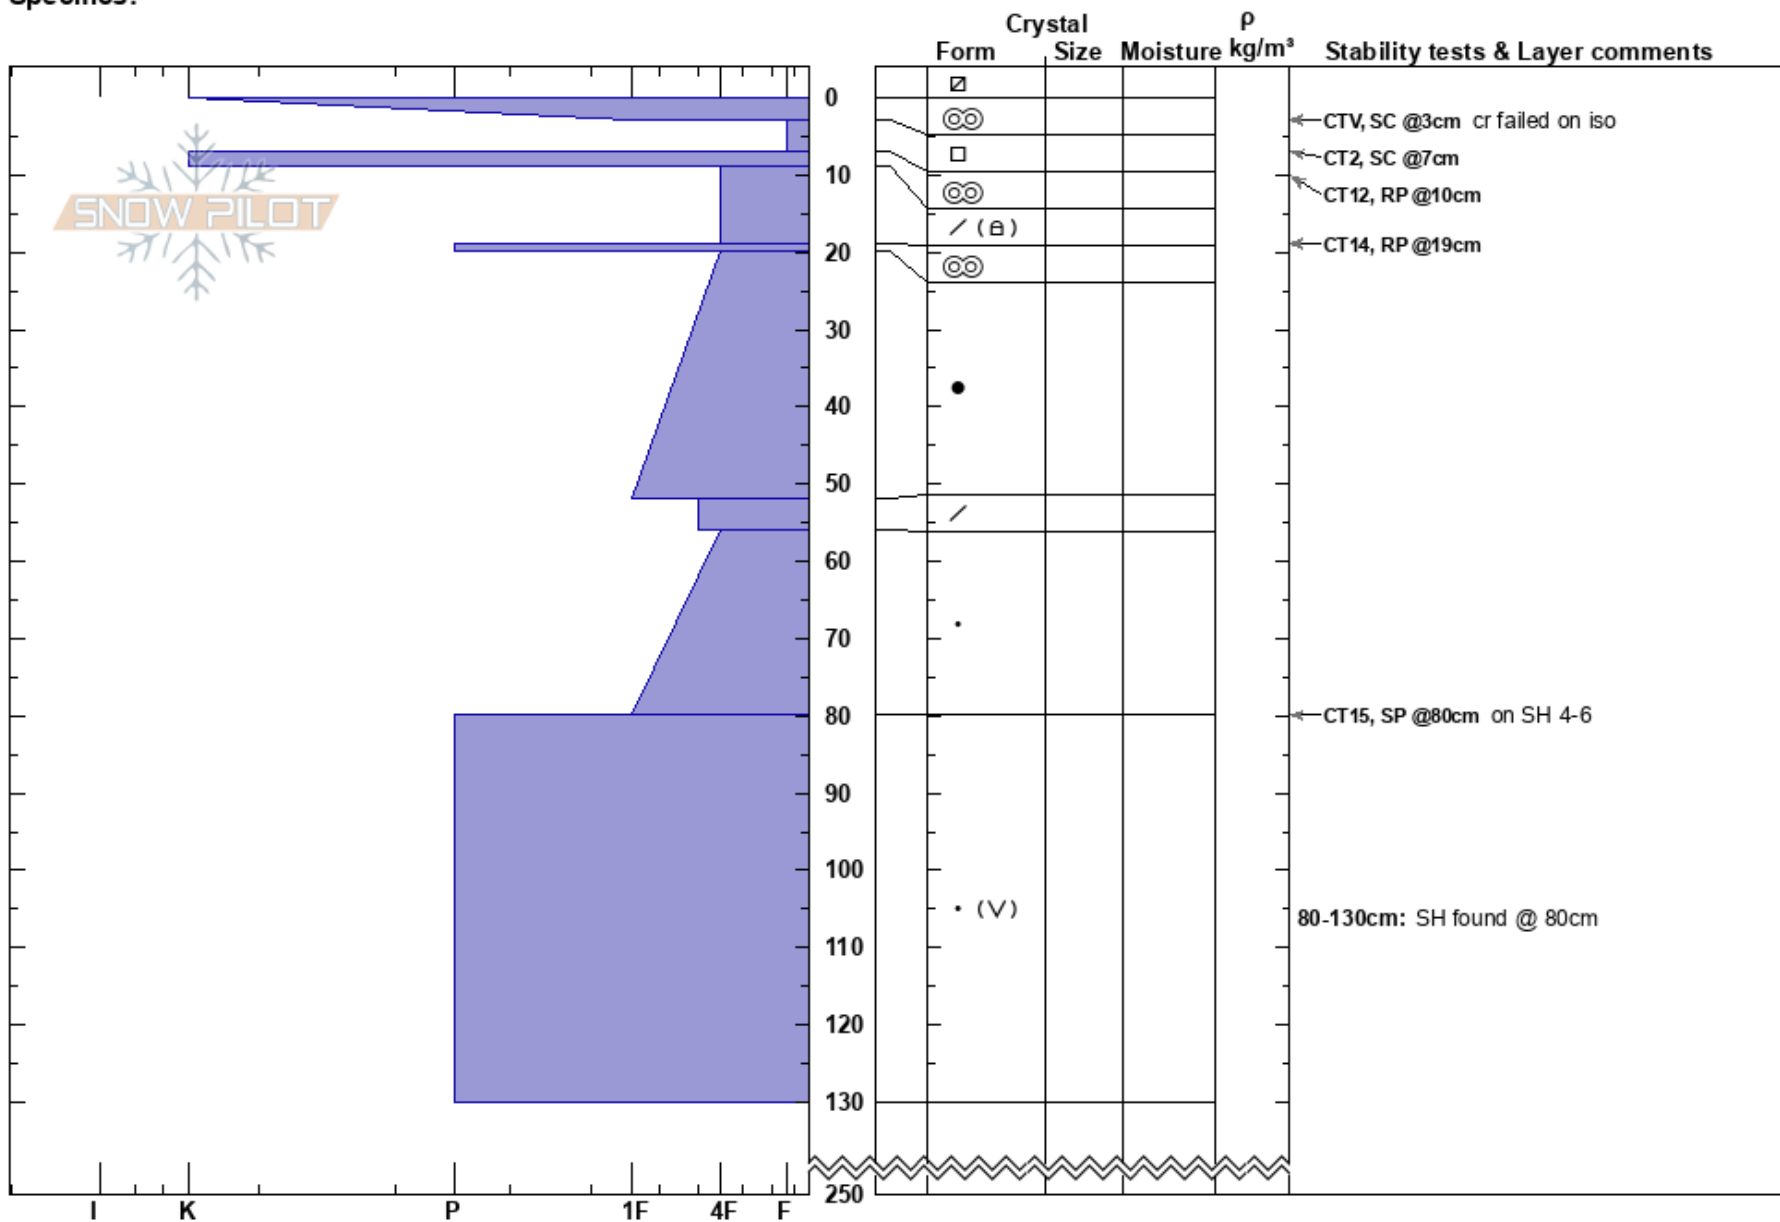 Specifics:
Crystal
ρ
Form Size Moisture kg/m³ Stability tests & Layer comments
0
CTV, SC @3cm cr failed on iso
CT2, SC @7cm
10
CT12, RP @10cm
SNOW PILOT
CT14, RP @19cm
20
30
40
50
60
70
80
CT15, SP @80cm on SH 4-6
90
100
80-130cm: SH found @ 80cm
110
120
130
250
I K P 1F 4F F